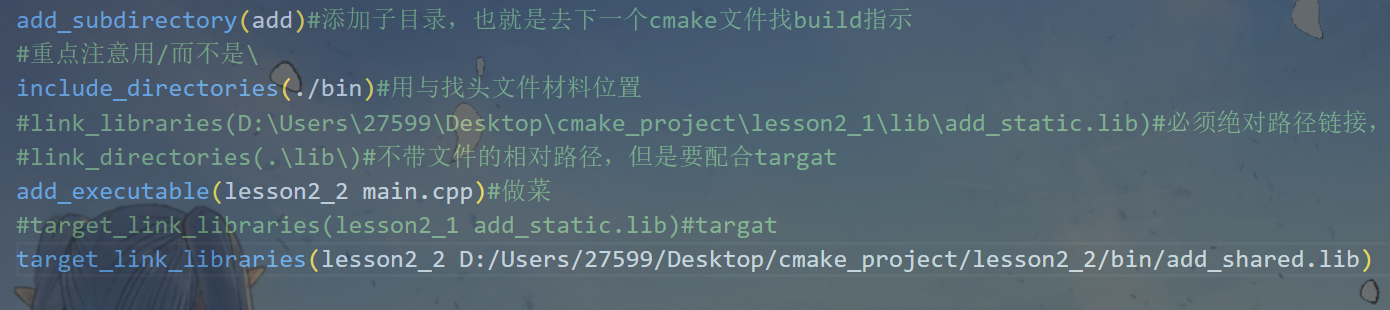 add_subdirectory(add)#添加子目录，也就是去下一个cmake文件找build指示
#重点注意用/而不是\
include_directories(./bin)#用与找头文件材料位置
#link_libraries(D:\Users\27599\Desktop\cmake_project\lesson2_1\lib\add_static.lib)#必须绝对路径链接，
#link_directories(.\lib\)#不带文件的相对路径，但是要配合targat
add_executable(lesson2_2 main.cpp)#做菜
#target_link_libraries(lesson2_1 add_static.lib)#targat
target_link_libraries(lesson2_2 D:/Users/27599/Desktop/cmake_project/lesson2_2/bin/add_shared.lib)